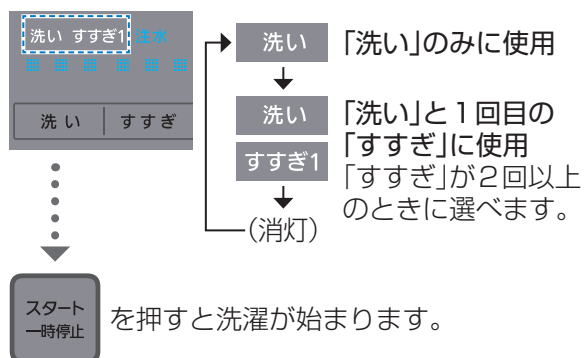 洗い すすぎ1 注水
洗い すすぎ
洗い 「洗い」のみに使用
洗い 「洗い」と1回目の
すすぎ1 「すすぎ」に使用
「すすぎ」が2回以上
のときに選べます。
(消灯)
スタート
一時停止
を押すと洗濯が始まります。